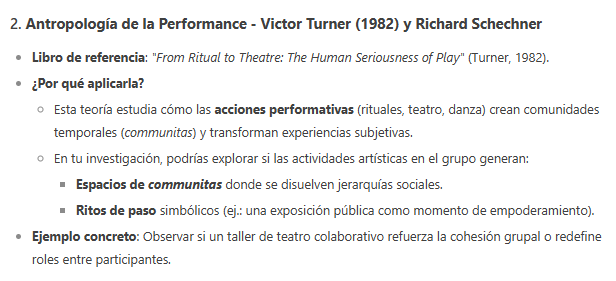 2. Antropología de la Performance - Victor Turner (1982) y Richard Schechner
• Libro de referencia: "From Ritual to Theatre: The Human Seriousness of Play" (Turner, 1982).
• ¿Por qué aplicarla?
○ Esta teoría estudia cómo las acciones performativas (rituales, teatro, danza) crean comunidades
temporales (communitas) y transforman experiencias subjetivas.
○ En tu investigación, podrías explorar si las actividades artísticas en el grupo generan:
▪ Espacios de communitas donde se disuelven jerarquías sociales.
▪ Ritos de paso simbólicos (ej.: una exposición pública como momento de empoderamiento).
• Ejemplo concreto: Observar si un taller de teatro colaborativo refuerza la cohesión grupal o redefine
roles entre participantes.